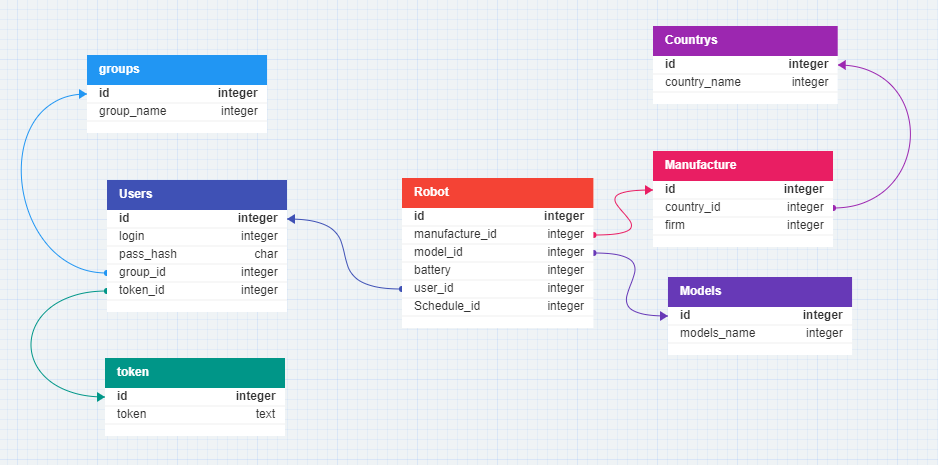 groups
id integer
group_name integer
Users
id integer
login integer
pass_hash char
group_id integer
token_id integer
token
id integer
token text
Robot
id integer
manufacture_id integer
model_id integer
battery integer
user_id integer
Schedule_id integer
Countrys
id integer
country_name integer
Manufacture
id integer
country_id integer
firm integer
Models
id integer
models_name integer